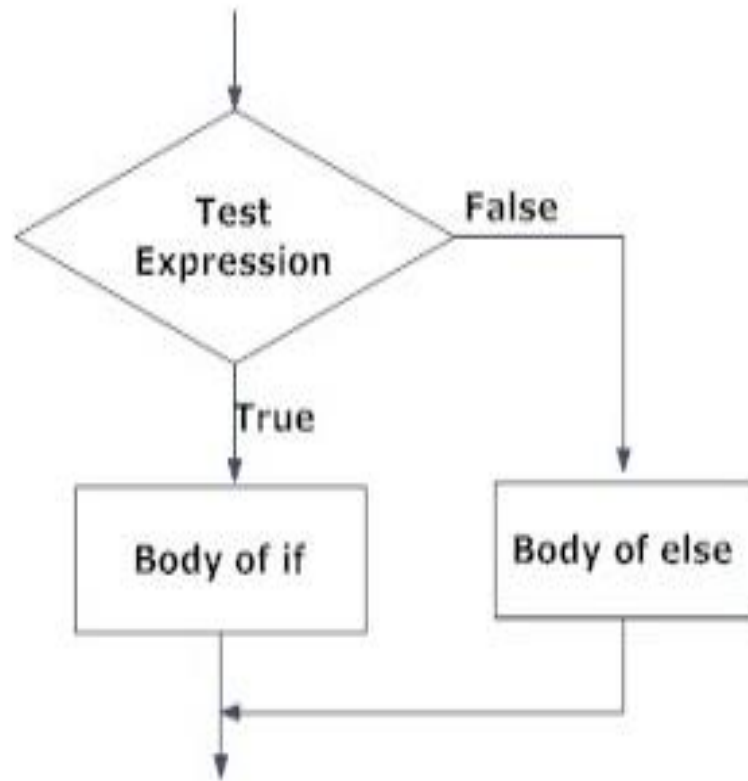 Test
Expression
False
True
Body of if
Body of else